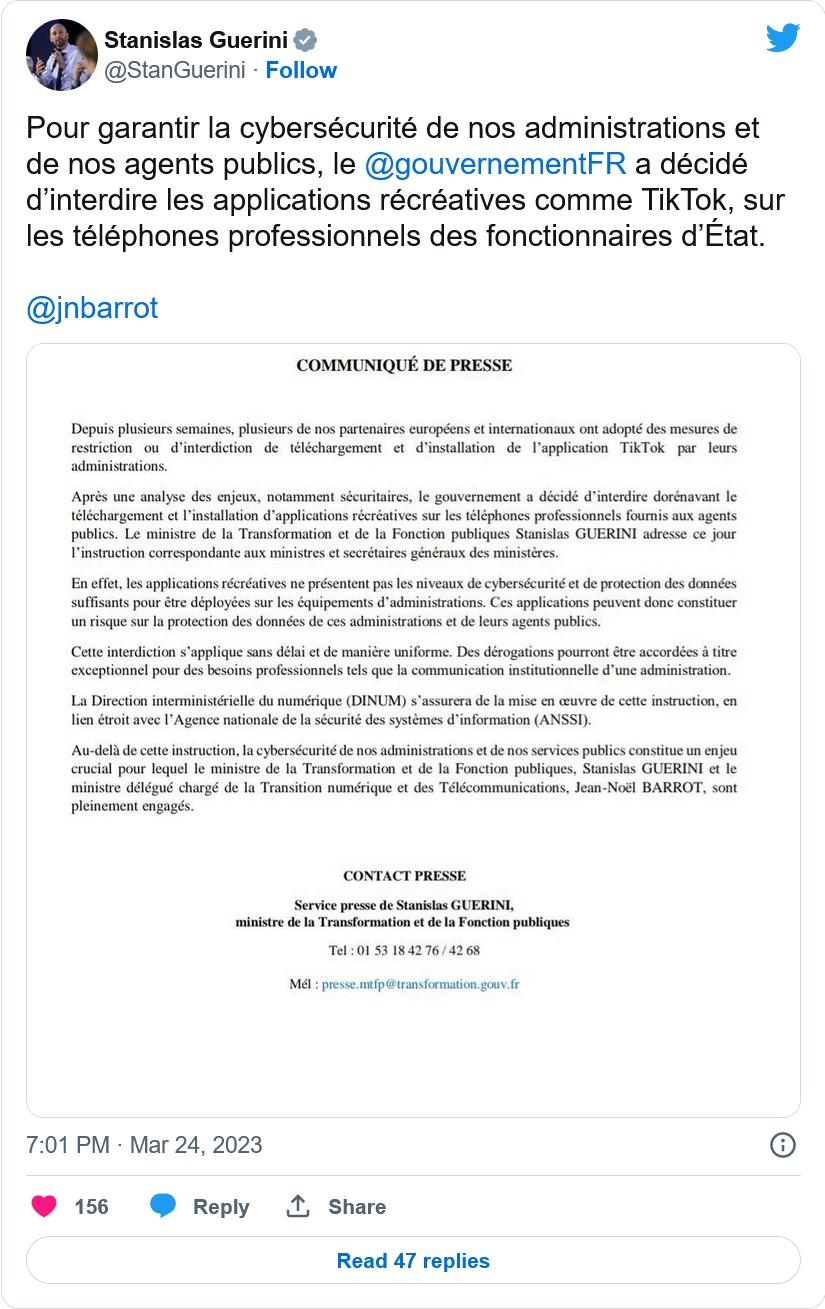 Stanislas Guerini
@StanGuerini · Follow
Pour garantir la cybersécurité de nos administrations et
de nos agents publics, le @gouvernementFR a décidé
d’interdire les applications récréatives comme TikTok, sur
les téléphones professionnels des fonctionnaires d’État.
@jnbarrot
COMMUNIQUÉ DE PRESSE
Depuis plusieurs semaines, plusieurs de nos partenaires européens et internationaux ont adopté des mesures de
restriction ou d’interdiction de téléchargement et d’installation de l’application TikTok par leurs
administrations.
Après une analyse des enjeux, notamment sécuritaires, le gouvernement a décidé d’interdire dorénavant le
téléchargement et l’installation d’applications récréatives sur les téléphones professionnels fournis aux agents
publics. Le ministre de la Transformation et de la Fonction publiques Stanislas GUERINI adresse ce jour
l’instruction correspondante aux ministres et secrétaires généraux des ministères.
En effet, les applications récréatives ne présentent pas les niveaux de cybersécurité et de protection des données
suffisants pour être déployées sur les équipements d’administrations. Ces applications peuvent donc constituer
un risque sur la protection des données de ces administrations et de leurs agents publics.
Cette interdiction s’applique sans délai et de manière uniforme. Des dérogations pourront être accordées à titre
exceptionnel pour des besoins professionnels tels que la communication institutionnelle d’une administration.
La Direction interministérielle du numérique (DINUM) s’assurera de la mise en œuvre de cette instruction, en
lien étroit avec l’Agence nationale de la sécurité des systèmes d’information (ANSSI).
Au-delà de cette instruction, la cybersécurité de nos administrations et de nos services publics constitue un enjeu
crucial pour lequel le ministre de la Transformation et de la Fonction publiques, Stanislas GUERINI et le
ministre délégué chargé de la Transition numérique et des Télécommunications, Jean-Noël BARROT, sont
pleinement engagés.
CONTACT PRESSE
Service presse de Stanislas GUERINI,
ministre de la Transformation et de la Fonction publiques
Tel : 01 53 18 42 76 / 42 68
Mél : presse.mtfp@transformation.gouv.fr
7:01 PM · Mar 24, 2023
156 Reply Share
Read 47 replies